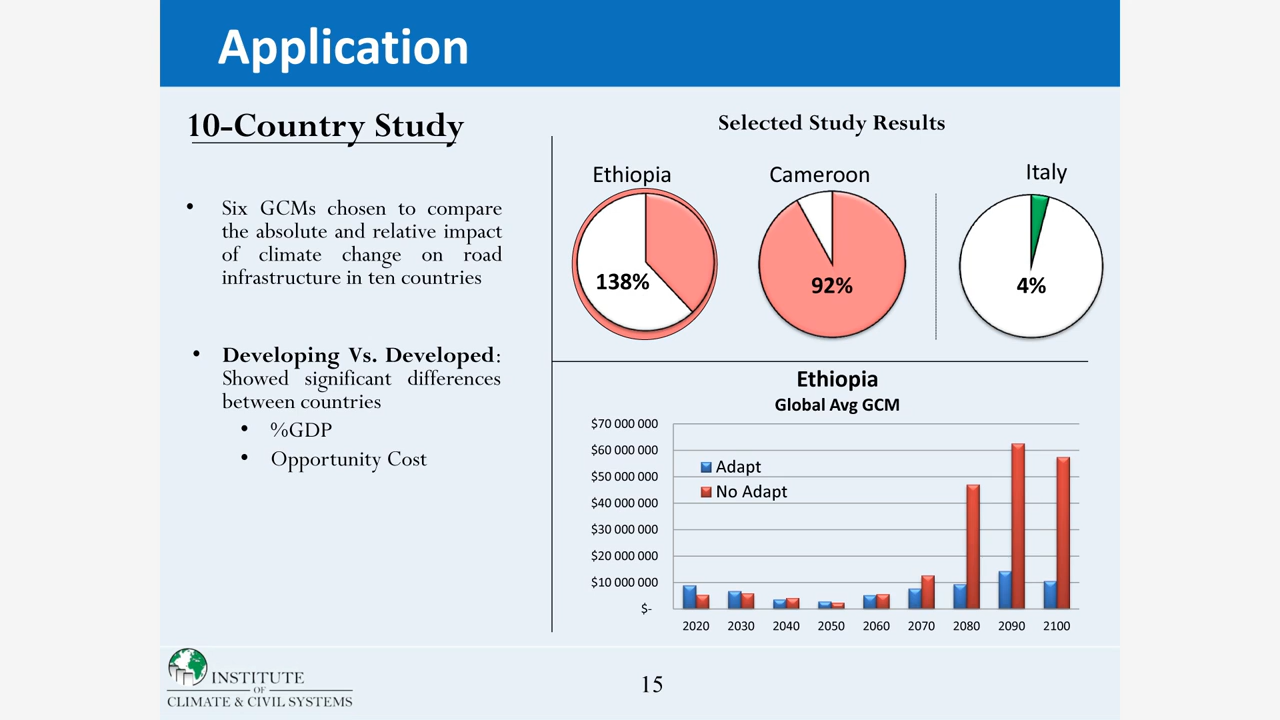 Application
10-Country Study
• Six GCMs chosen to compare
the absolute and relative impact
of climate change on road
infrastructure in ten countries
• Developing Vs. Developed:
Showed significant differences
between countries
• %GDP
• Opportunity Cost
Selected Study Results
Ethiopia
Cameroon
Italy
138%
92%
4%
Ethiopia
Global Avg GCM
$70 000 000
$60 000 000
$50 000 000
$40 000 000
$30 000 000
$20 000 000
$10 000 000
$-
Adapt
No Adapt
2020 2030 2040 2050 2060 2070 2080 2090 2100
INSTITUTE
OF
CLIMATE & CIVIL SYSTEMS
15